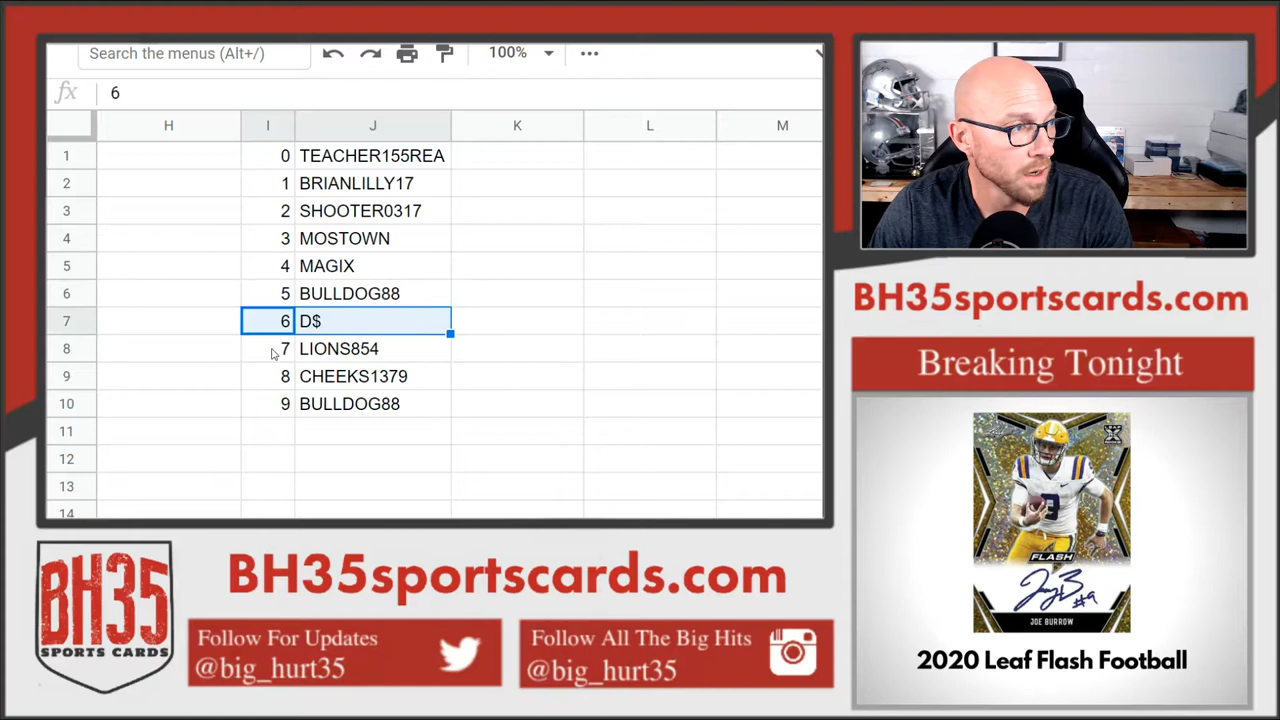 Search the menus (Alt+/)
100%
fx 6
H I J K L M
1 0 TEACHER155REA
2 1 BRIANLILLY17
3 2 SHOOTER0317
4 3 MOSTOWN
5 4 MAGIX
6 5 BULLDOG88
7 6 D$
8 7 LIONS854
9 8 CHEEKS1379
10 9 BULLDOG88
11
12
13
14
BH35sportscards.com
Breaking Tonight
FLASH
#9
JOE BURROW
2020 Leaf Flash Football
BH35
SPORTS CARDS
BH35sportscards.com
Follow For Updates
@big_hurt35
Follow All The Big Hits
@big_hurt35